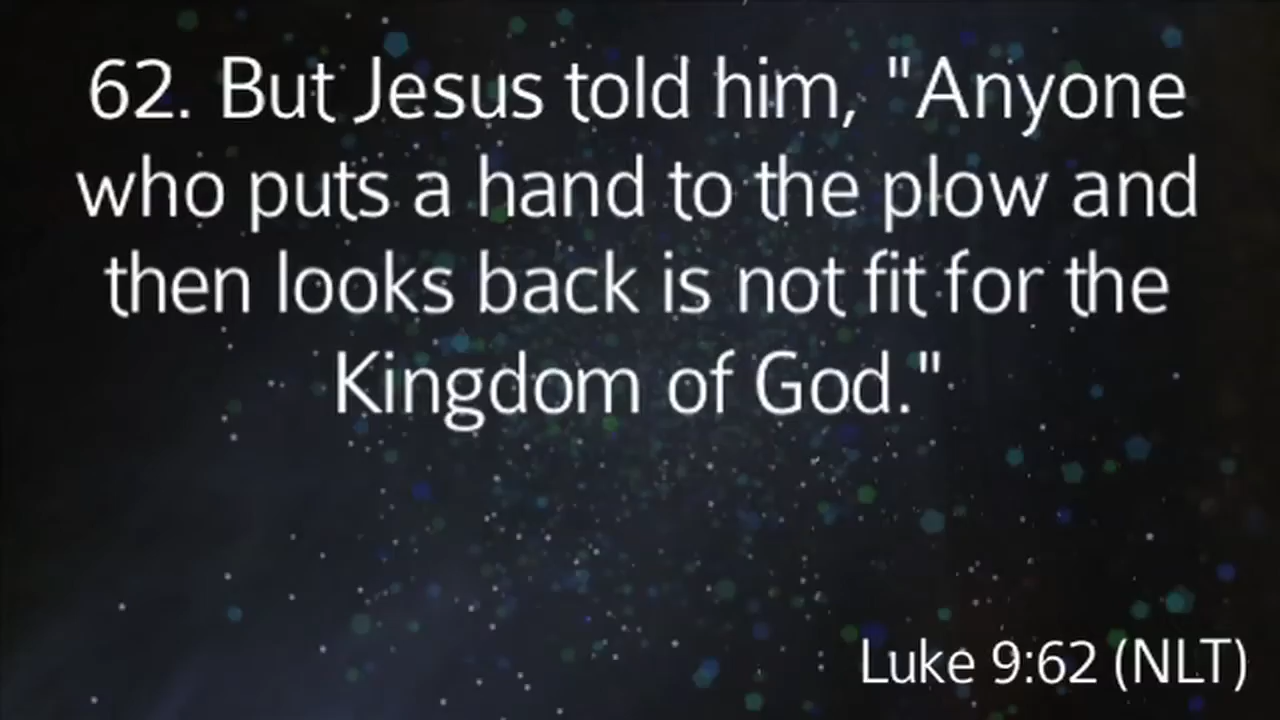 62. But Jesus told him, "Anyone
who puts a hand to the plow and
then looks back is not fit for the
Kingdom of God."
Luke 9:62 (NLT)